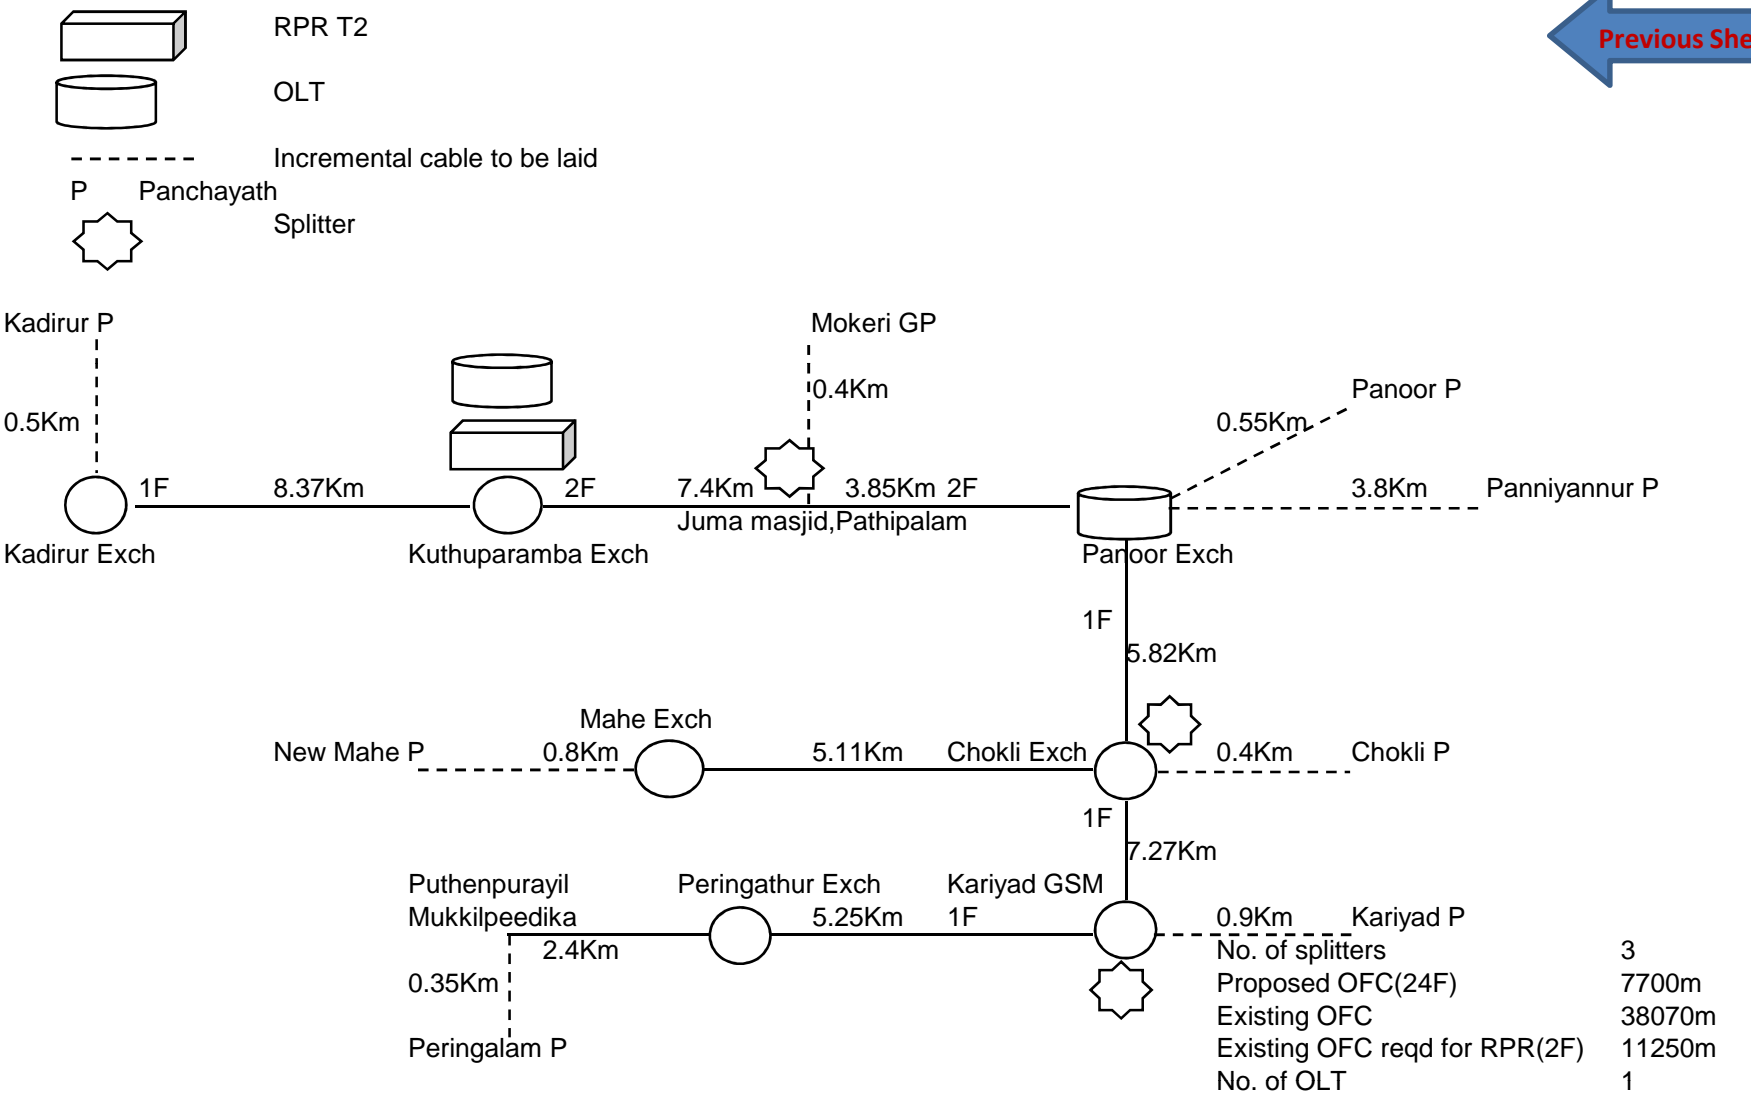 RPR T2
Previous She
OLT
Incremental cable to be laid
P Panchayath
Splitter
Kadirur P
Mokeri GP
0.4Km
Panoor P
0.5Km
0.55Km
1F 8.37Km 2F 7.4Km 3.85Km 2F 3.8Km Panniyannur P
Juma masjid,Pathipalam
Kadirur Exch Kuthuparamba Exch Panoor Exch
1F
5.82Km
Mahe Exch
New Mahe P 0.8Km 5.11Km Chokli Exch 0.4Km Chokli P
1F
7.27Km
Puthenpurayil Peringathur Exch Kariyad GSM
Mukkilpeedika 5.25Km 1F 0.9Km Kariyad P
2.4Km No. of splitters 3
0.35Km Proposed OFC(24F) 7700m
Existing OFC 38070m
Peringalam P Existing OFC reqd for RPR(2F) 11250m
No. of OLT 1